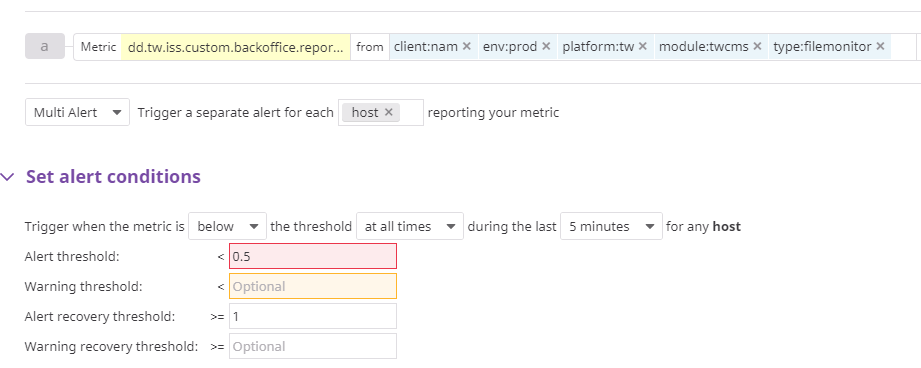 a Metric dd.tw.iss.custom.backoffice.repor... from client:nam × env:prod × platform:tw × module:twcms × type:filemonitor ×
Multi Alert Trigger a separate alert for each host × reporting your metric
Set alert conditions
Trigger when the metric is below the threshold at all times during the last 5 minutes for any host
Alert threshold: < 0.5
Warning threshold: < Optional
Alert recovery threshold: >= 1
Warning recovery threshold: >= Optional